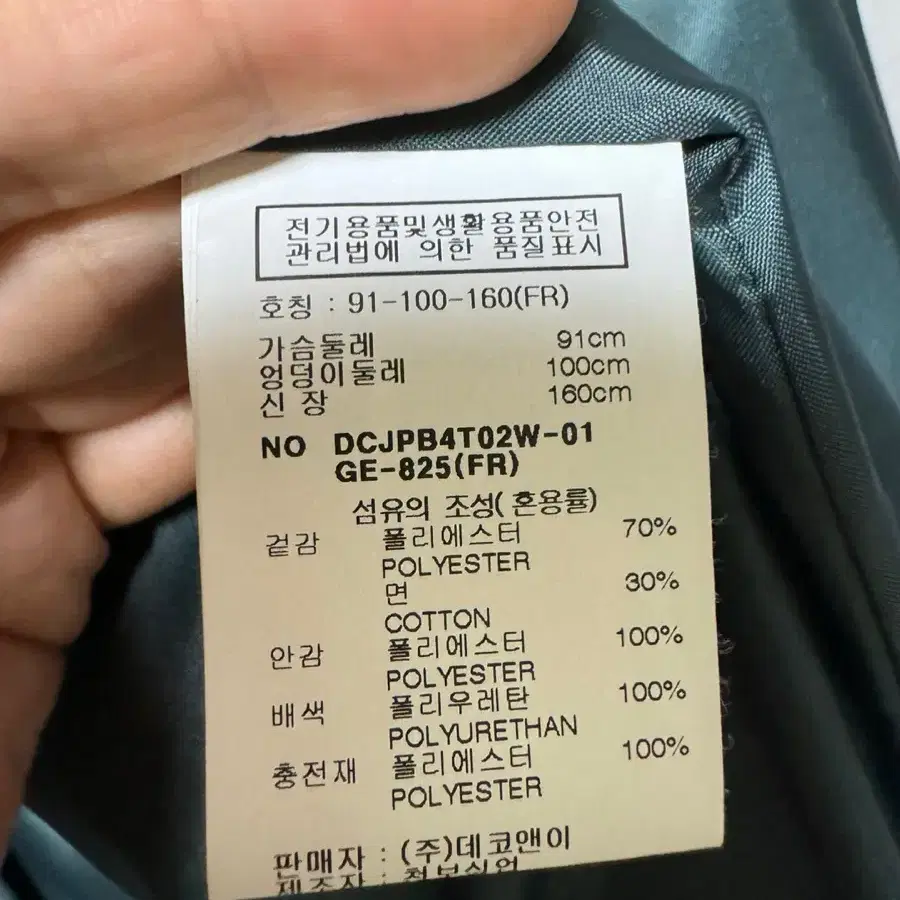 전기용품및생활용품안전
관리법에 의한 품질표시
호칭 : 91-100-160(FR)
가슴둘레 91cm
엉덩이둘레 100cm
신 장 160cm
NO DCJPB4T02W-01
GE-825(FR)
섬유의 조성(혼용률)
겉감 폴리에스터 70%
POLYESTER
면 30%
COTTON
안감 폴리에스터 100%
POLYESTER
배색 폴리우레탄 100%
POLYURETHAN
충전재 폴리에스터 100%
POLYESTER
판매자 : (주)데코앤이
제조자 :